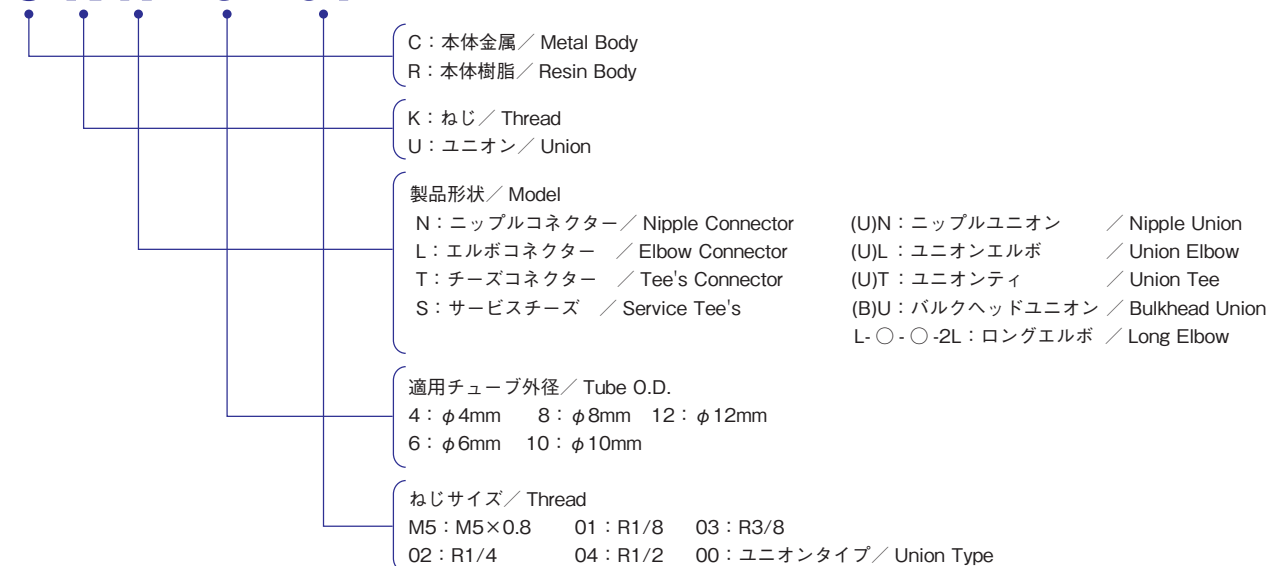 C：本体金属／ Metal Body
R：本体樹脂／ Resin Body
K：ねじ／ Thread
U：ユニオン／ Union
製品形状／ Model
N：ニップルコネクター／ Nipple Connector (U)N：ニップルユニオン ／ Nipple Union
L：エルボコネクター ／ Elbow Connector (U)L：ユニオンエルボ ／ Union Elbow
T：チーズコネクター ／ Tee's Connector (U)T：ユニオンティ ／ Union Tee
S：サービスチーズ ／ Service Tee's (B)U：バルクヘッドユニオン ／ Bulkhead Union
L- ○ - ○ -2L：ロングエルボ ／ Long Elbow
適用チューブ外径／ Tube O.D.
4：φ4mm 8：φ8mm 12：φ12mm
6：φ6mm 10：φ10mm
ねじサイズ／ Thread
M5：M5×0.8 01：R1/8 03：R3/8
02：R1/4 04：R1/2 00：ユニオンタイプ／ Union Type